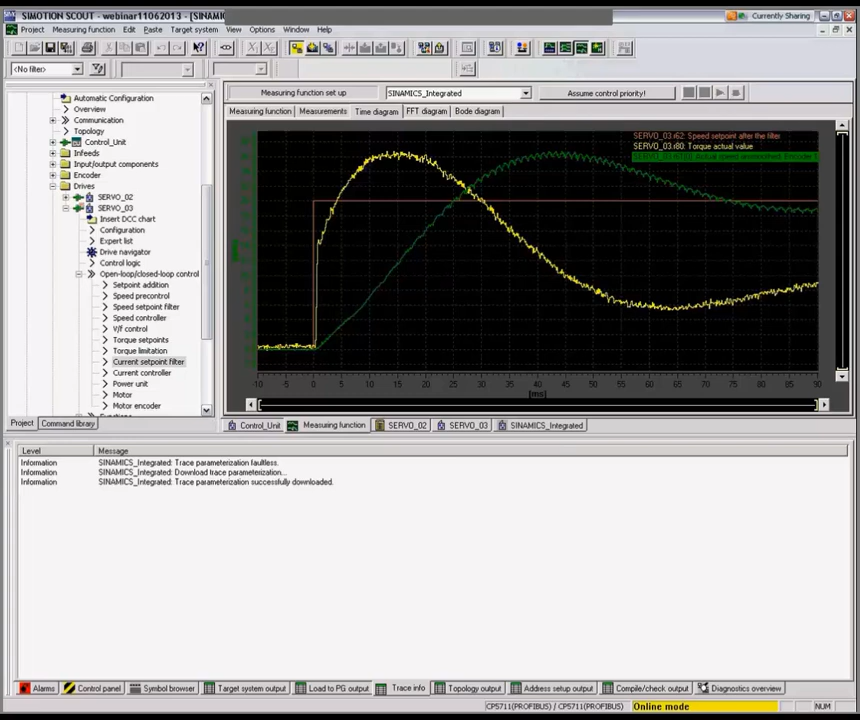 SIMOTION SCOUT - webinar11062013 - [SINAMI
Currently Sharing
Project Measuring function Edit Paste Target system View Options Window Help
<No filter>
Measuring function set up SINAMICS_Integrated Assume control priority!
Measuring function Measurements Time diagram FFT diagram Bode diagram
Automatic Configuration
Overview
Communication
Topology
Control_Unit
Infeeds
Input/output components
Encoder
Drives
SERVO_02
SERVO_03
Insert DCC chart
Configuration
Expert list
Drive navigator
Control logic
Open-loop/closed-loop control
Setpoint addition
Speed precontrol
Speed setpoint filter
Speed controller
V/f control
Torque setpoints
Torque limitation
Current setpoint filter
Current controller
Power unit
Motor
Motor encoder
SERVO_03.r62: Speed setpoint after the filter
SERVO_03.r80: Torque actual value
-10 -5 0 5 10 15 20 25 30 35 40 45 50 55 60 65 70 75 80 85 90
[ms]
Project Command library
Control_Unit Measuring function SERVO_02 SERVO_03 SINAMICS_Integrated
Level Message
Information SINAMICS_Integrated: Trace parameterization faultless.
Information SINAMICS_Integrated: Download trace parameterization...
Information SINAMICS_Integrated: Trace parameterization successfully downloaded.
Alarms Control panel Symbol browser Target system output Load to PG output Trace info Topology output Address setup output Compile/check output Diagnostics overview
CP5711(PROFIBUS) / CP5711(PROFIBUS) Online mode NUM